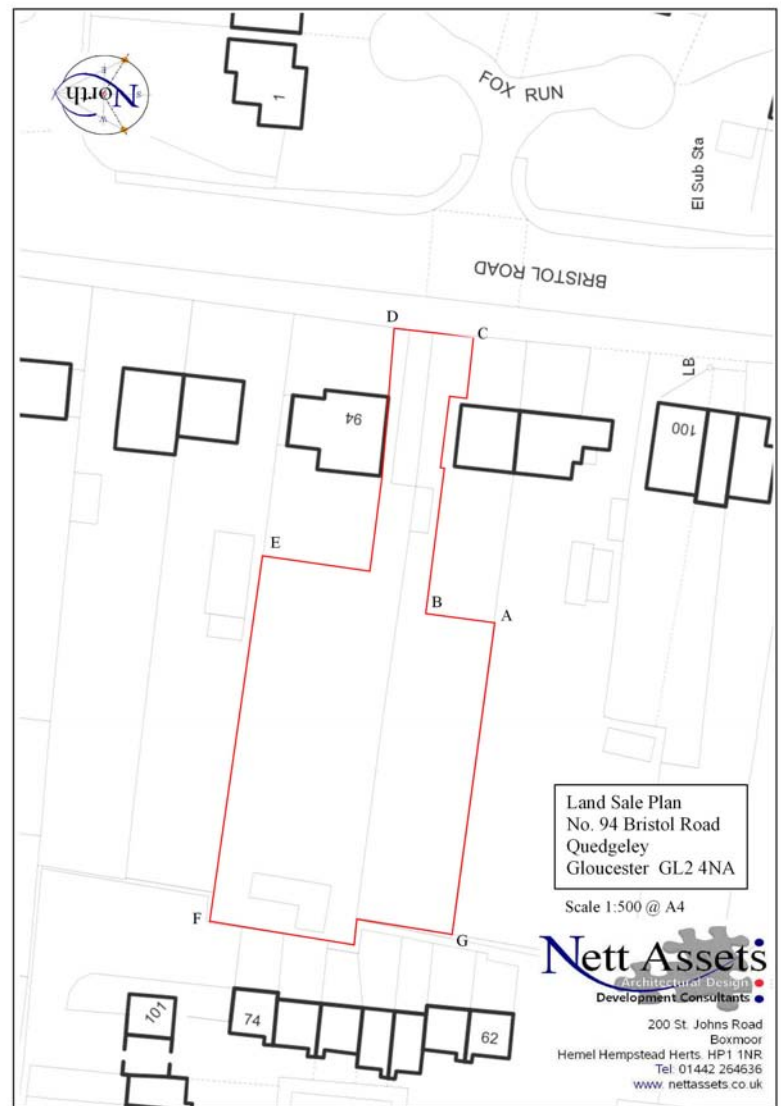 North
E
S
W
1
FOX RUN
El Sub Sta
BRISTOL ROAD
D
C
LB
94
100
E
B
A
Land Sale Plan
No. 94 Bristol Road
Quedgeley
Gloucester GL2 4NA
Scale 1:500 @ A4
F
G
Nett Assets
Architectural Design
Development Consultants
101
74
62
200 St. Johns Road
Boxmoor
Hemel Hempstead Herts. HP1 1NR
Tel: 01442 264636
www. nettassets.co.uk